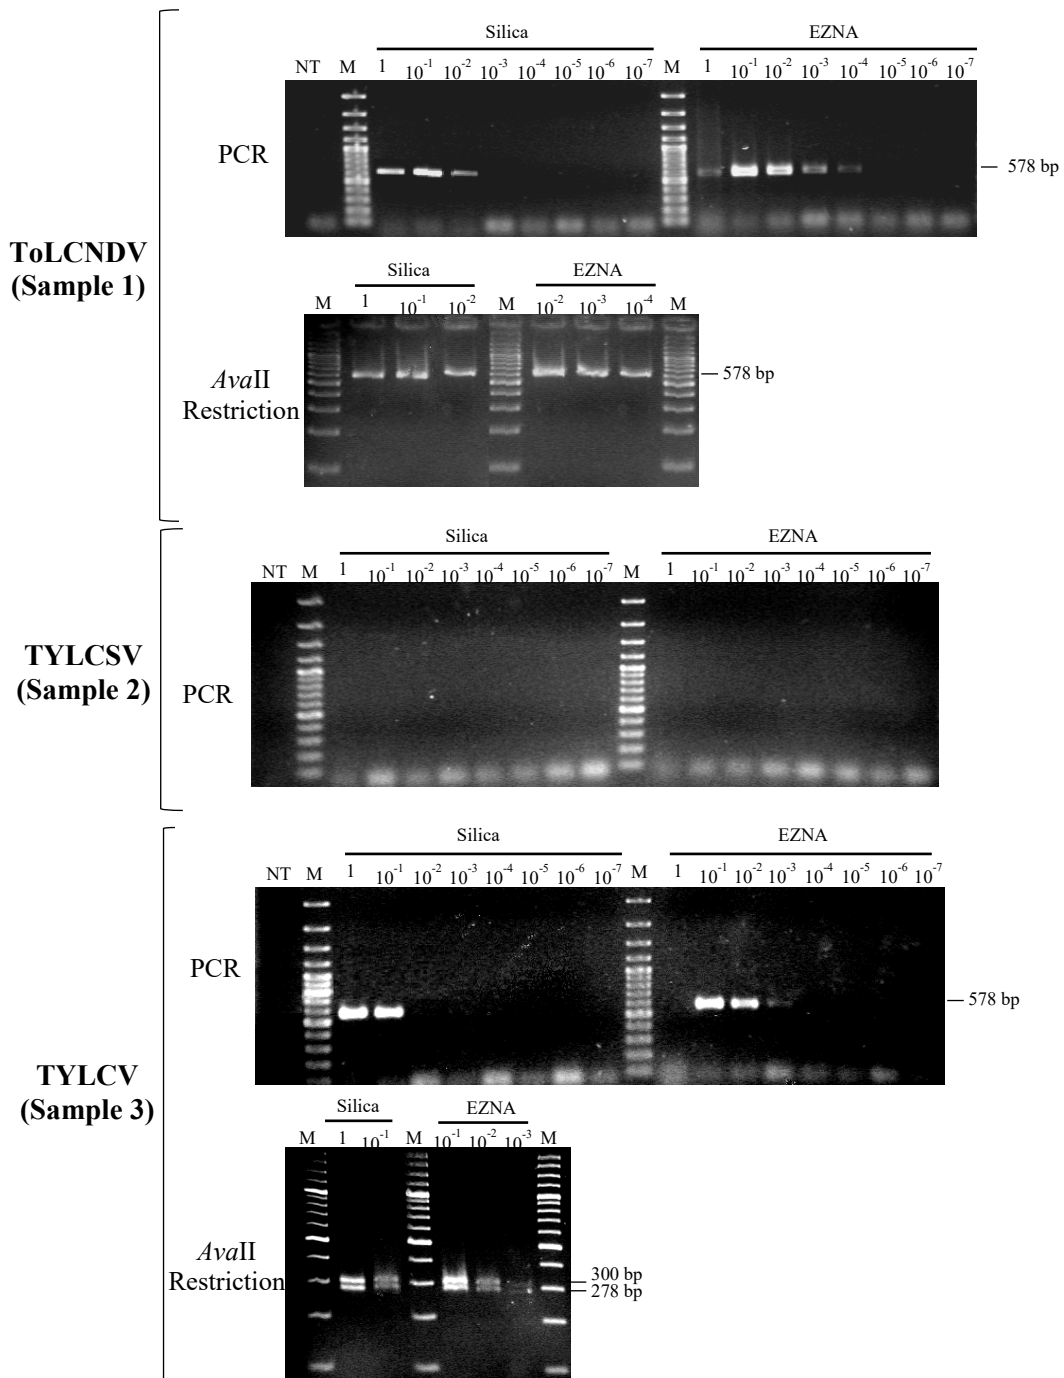 Silica EZNA
NT M 1 10-1 10-2 10-3 10-4 10-5 10-6 10-7 M 1 10-1 10-2 10-3 10-4 10-5 10-6 10-7
PCR
578 bp
ToLCNDV
(Sample 1)
Silica EZNA
M 1 10-1 10-2 M 10-2 10-3 10-4 M
AvaII
Restriction
578 bp
Silica EZNA
NT M 1 10-1 10-2 10-3 10-4 10-5 10-6 10-7 M 1 10-1 10-2 10-3 10-4 10-5 10-6 10-7
TYLCSV
(Sample 2)
PCR
Silica EZNA
NT M 1 10-1 10-2 10-3 10-4 10-5 10-6 10-7 M 1 10-1 10-2 10-3 10-4 10-5 10-6 10-7
PCR
578 bp
TYLCV
(Sample 3)
Silica EZNA
M 1 10-1 M 10-1 10-2 10-3 M
AvaII
Restriction
300 bp
278 bp